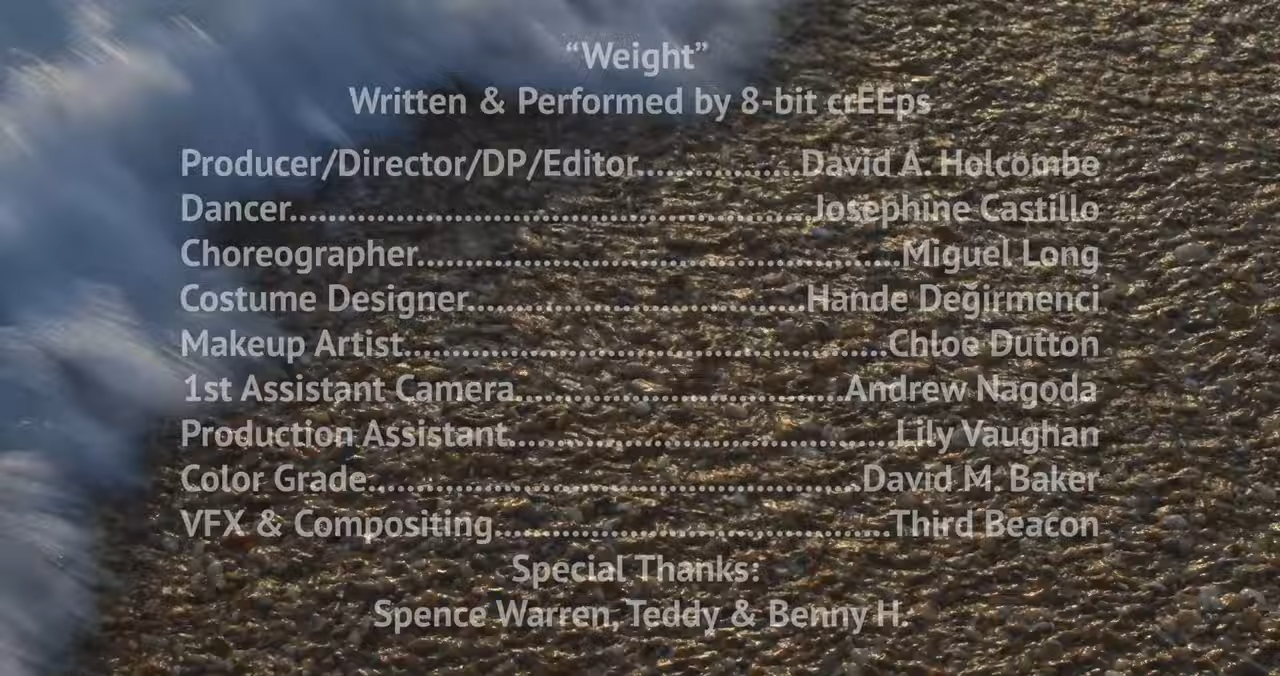 “Weight”
Written & Performed by 8-bit crEEps
Producer/Director/DP/Editor..................David A. Holcombe
Dancer..........................................................Josephine Castillo
Choreographer......................................................Miguel Long
Costume Designer......................................Hande Degirmenci
Makeup Artist......................................................Chloe Dutton
1st Assistant Camera.....................................Andrew Nagoda
Production Assistant...........................................Lily Vaughan
Color Grade.......................................................David M. Baker
VFX & Compositing............................................Third Beacon
Special Thanks:
Spence Warren, Teddy & Benny H.